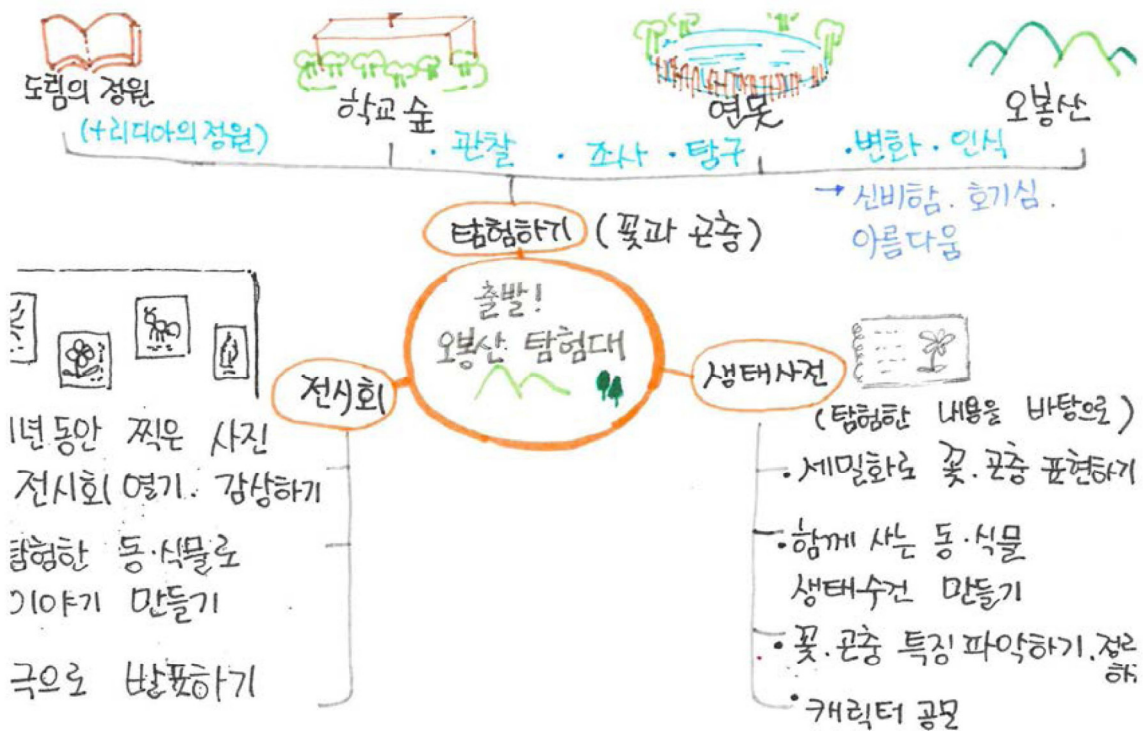 도림의 정원
(+리디아의 정원)
학교 숲
연못
오봉산
· 관찰 · 조사 · 탐구 · 변화 · 인식
→ 신비함. 호기심.
아름다움
탐험하기 (꽃과 곤충)
출발!
오봉산 탐험대
전시회
1년 동안 찍은 사진
전시회 열기. 감상하기
탐험한 동·식물로
이야기 만들기
극으로 발표하기
생태사전
(탐험한 내용을 바탕으로)
· 세밀화로 꽃. 곤충 표현하기
· 함께 사는 동·식물
생태수건 만들기
· 꽃. 곤충 특징 파악하기.
· 캐릭터 공모